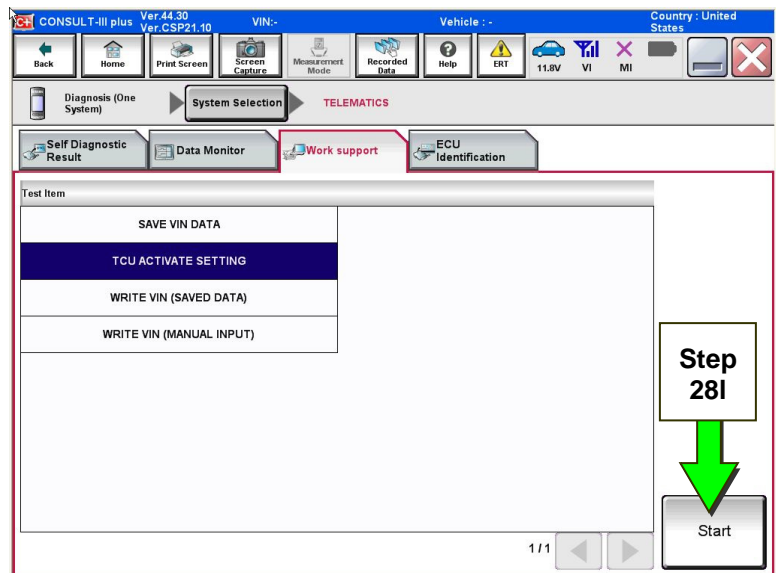 CONSULT-III plus
Ver.44.30
Ver.CSP21.10
VIN:-
Vehicle : -
Country : United
States
Back
Home
Print Screen
Screen
Capture
Measurement
Mode
Recorded
Data
Help
ERT
11.8V
VI
MI
Diagnosis (One
System)
System Selection
TELEMATICS
Self Diagnostic
Result
Data Monitor
Work support
ECU
Identification
Test Item
SAVE VIN DATA
TCU ACTIVATE SETTING
WRITE VIN (SAVED DATA)
WRITE VIN (MANUAL INPUT)
Step
28l
Start
1/1